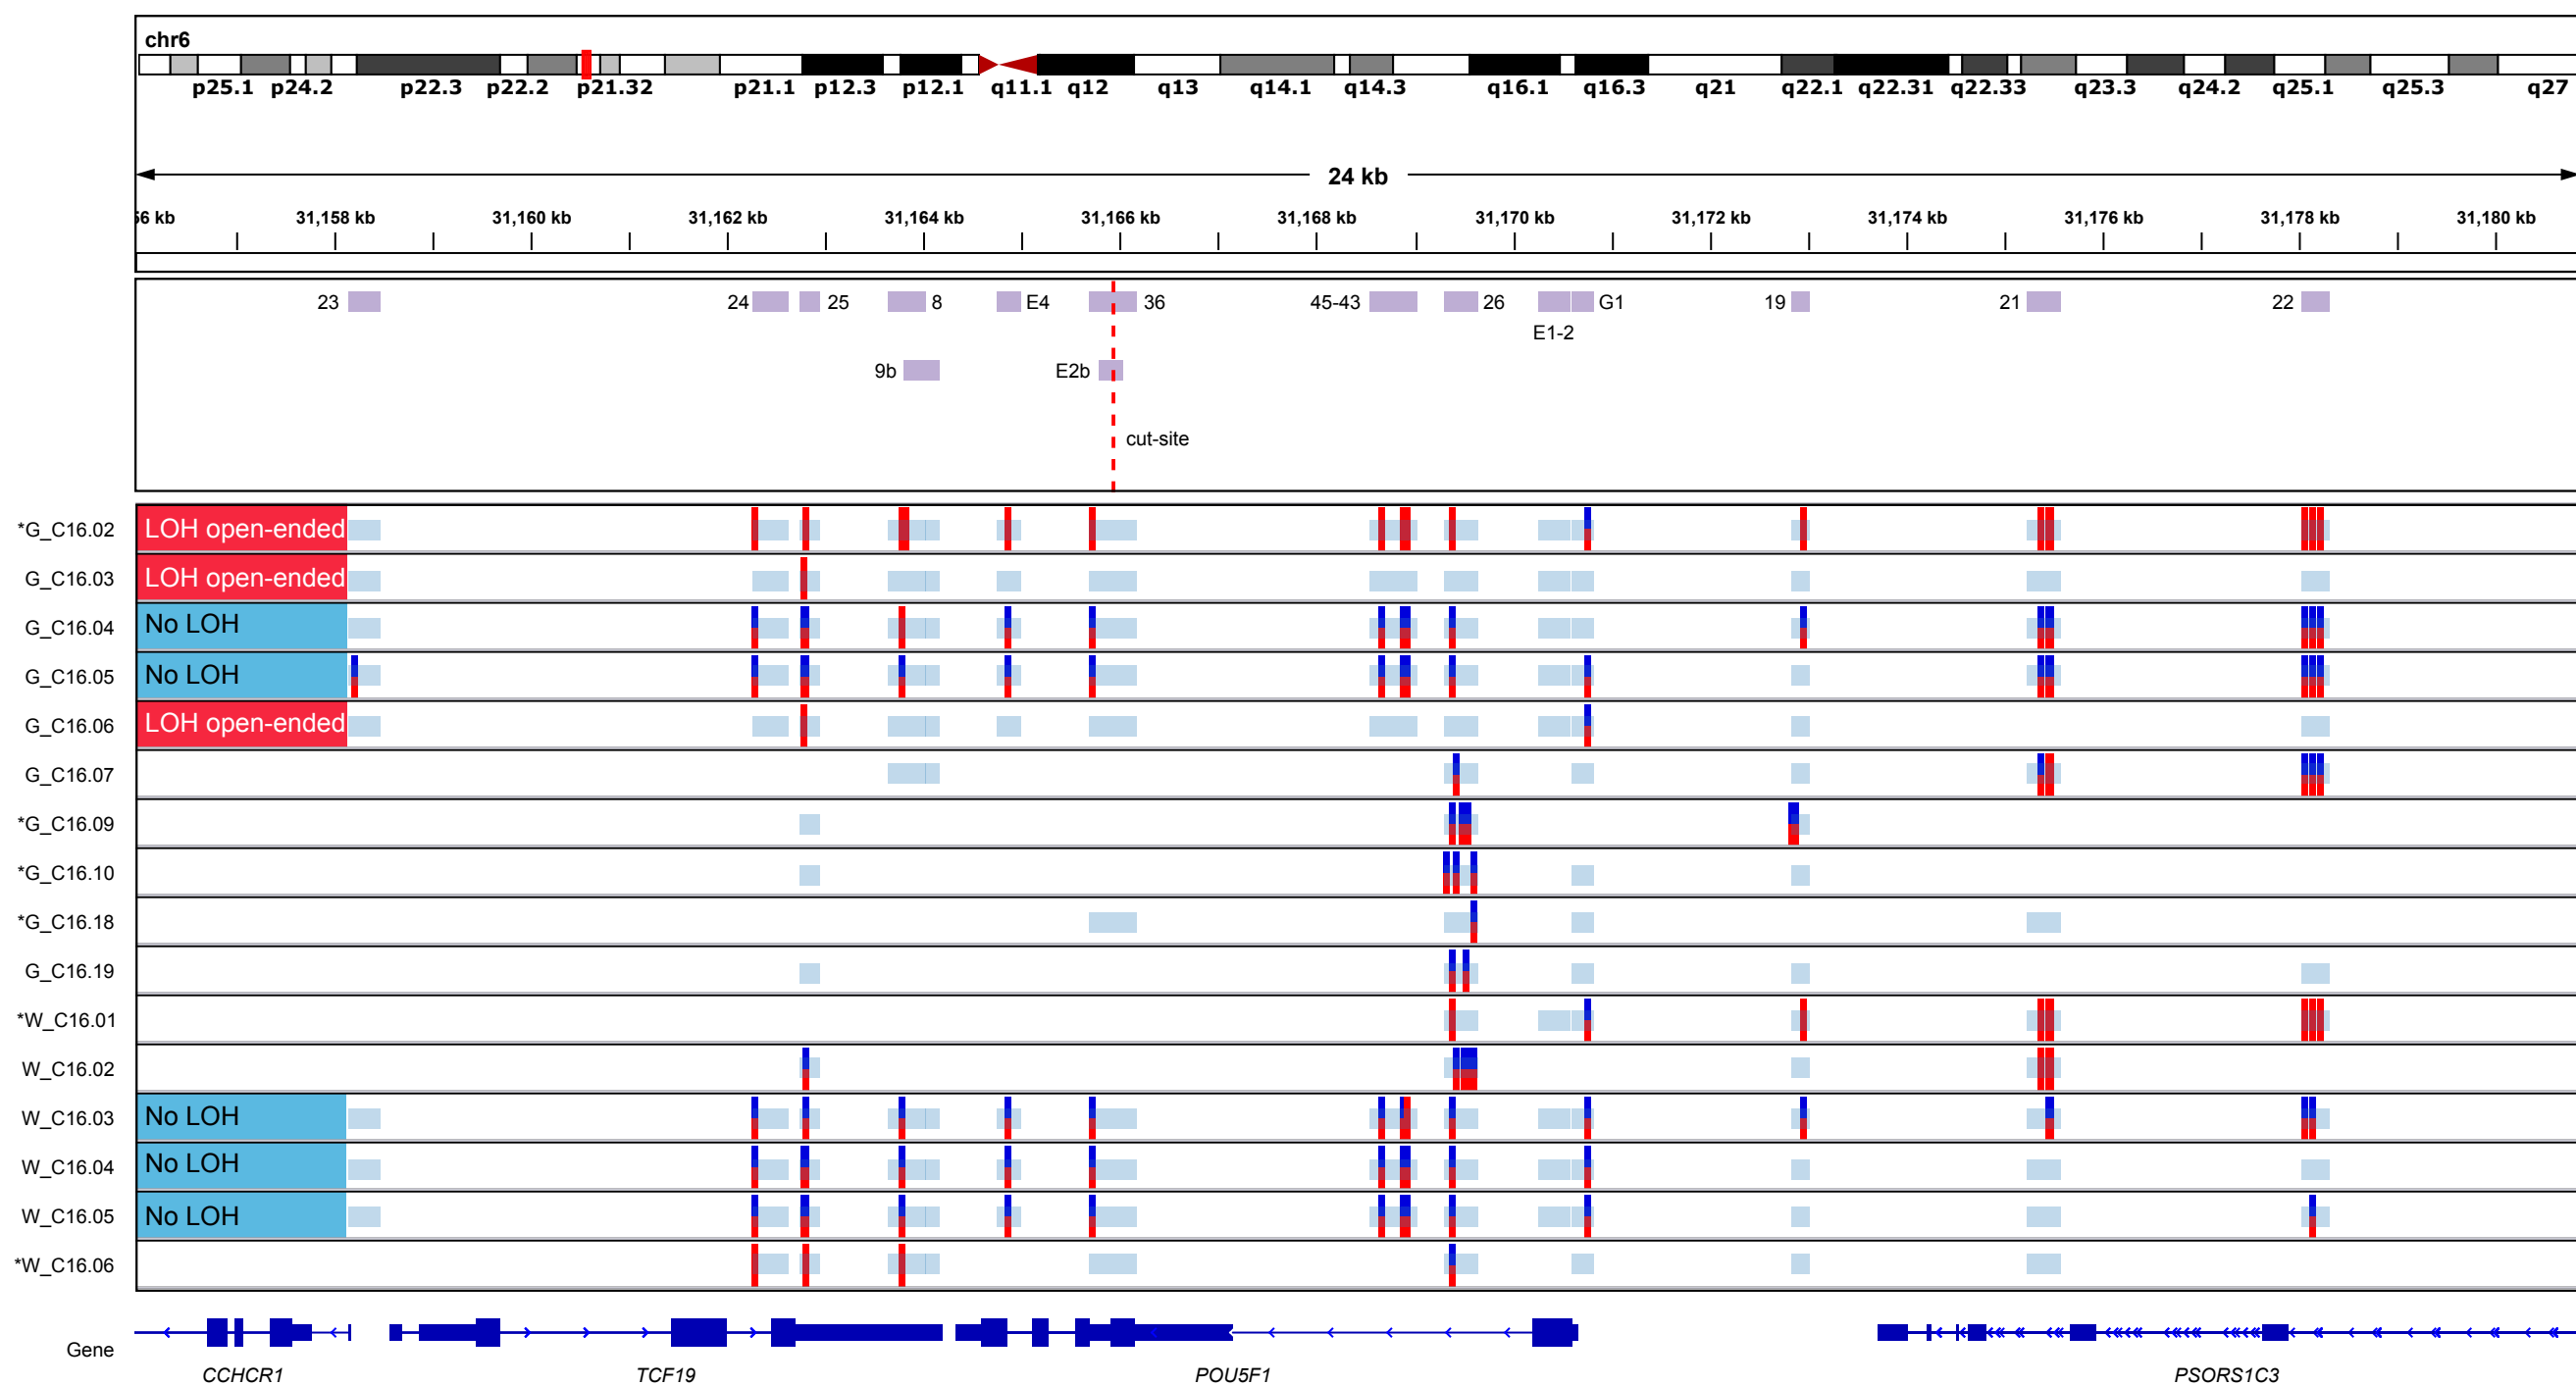 chr6
p25.1 p24.2 p22.3 p22.2 p21.32 p21.1 p12.3 p12.1 q11.1 q12 q13 q14.1 q14.3 q16.1 q16.3 q21 q22.1 q22.31 q22.33 q23.3 q24.2 q25.1 q25.3 q27
24 kb
56 kb 31,158 kb 31,160 kb 31,162 kb 31,164 kb 31,166 kb 31,168 kb 31,170 kb 31,172 kb 31,174 kb 31,176 kb 31,178 kb 31,180 kb
23 24 25 8 E4 36 45-43 26 G1 19 21 22
E1-2
9b E2b
cut-site
*G_C16.02 LOH open-ended
G_C16.03 LOH open-ended
G_C16.04 No LOH
G_C16.05 No LOH
G_C16.06 LOH open-ended
G_C16.07
*G_C16.09
*G_C16.10
*G_C16.18
G_C16.19
*W_C16.01
W_C16.02
W_C16.03 No LOH
W_C16.04 No LOH
W_C16.05 No LOH
*W_C16.06
Gene
CCHCR1 TCF19 POU5F1 PSORS1C3